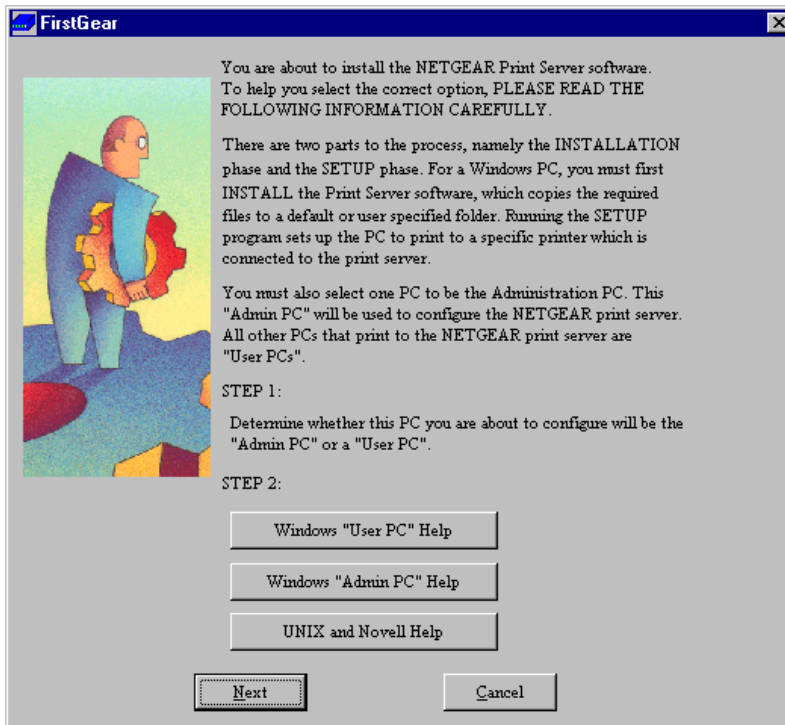 FirstGear
You are about to install the NETGEAR Print Server software.
To help you select the correct option, PLEASE READ THE
FOLLOWING INFORMATION CAREFULLY.
There are two parts to the process, namely the INSTALLATION
phase and the SETUP phase. For a Windows PC, you must first
INSTALL the Print Server software, which copies the required
files to a default or user specified folder. Running the SETUP
program sets up the PC to print to a specific printer which is
connected to the print server.
You must also select one PC to be the Administration PC. This
"Admin PC" will be used to configure the NETGEAR print server.
All other PCs that print to the NETGEAR print server are
"User PCs".
STEP 1:
Determine whether this PC you are about to configure will be the
"Admin PC" or a "User PC".
STEP 2:
Windows "User PC" Help
Windows "Admin PC" Help
UNIX and Novell Help
Next
Cancel